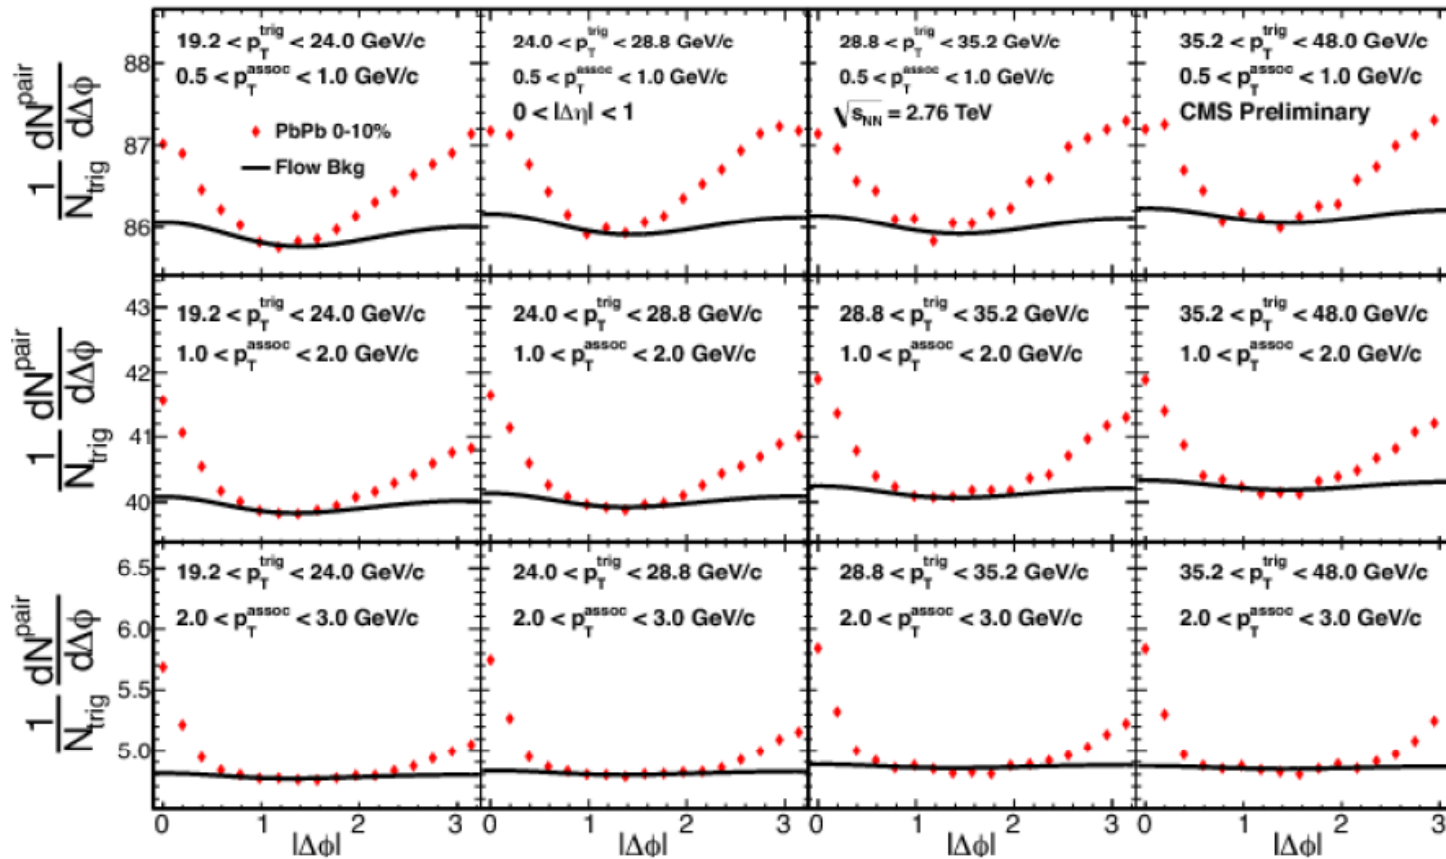 19.2 < p_T^trig < 24.0 GeV/c
0.5 < p_T^assoc < 1.0 GeV/c
PbPb 0-10%
Flow Bkg
24.0 < p_T^trig < 28.8 GeV/c
0.5 < p_T^assoc < 1.0 GeV/c
0 < |Δη| < 1
28.8 < p_T^trig < 35.2 GeV/c
0.5 < p_T^assoc < 1.0 GeV/c
√s_NN = 2.76 TeV
35.2 < p_T^trig < 48.0 GeV/c
0.5 < p_T^assoc < 1.0 GeV/c
CMS Preliminary
1/N_trig dN^pair/dΔϕ
88
87
86
19.2 < p_T^trig < 24.0 GeV/c
1.0 < p_T^assoc < 2.0 GeV/c
24.0 < p_T^trig < 28.8 GeV/c
1.0 < p_T^assoc < 2.0 GeV/c
28.8 < p_T^trig < 35.2 GeV/c
1.0 < p_T^assoc < 2.0 GeV/c
35.2 < p_T^trig < 48.0 GeV/c
1.0 < p_T^assoc < 2.0 GeV/c
1/N_trig dN^pair/dΔϕ
43
42
41
40
19.2 < p_T^trig < 24.0 GeV/c
2.0 < p_T^assoc < 3.0 GeV/c
24.0 < p_T^trig < 28.8 GeV/c
2.0 < p_T^assoc < 3.0 GeV/c
28.8 < p_T^trig < 35.2 GeV/c
2.0 < p_T^assoc < 3.0 GeV/c
35.2 < p_T^trig < 48.0 GeV/c
2.0 < p_T^assoc < 3.0 GeV/c
1/N_trig dN^pair/dΔϕ
6.5
6.0
5.5
5.0
0 1 2 3 0 1 2 3 0 1 2 3 0 1 2 3
|Δϕ| |Δϕ| |Δϕ| |Δϕ|